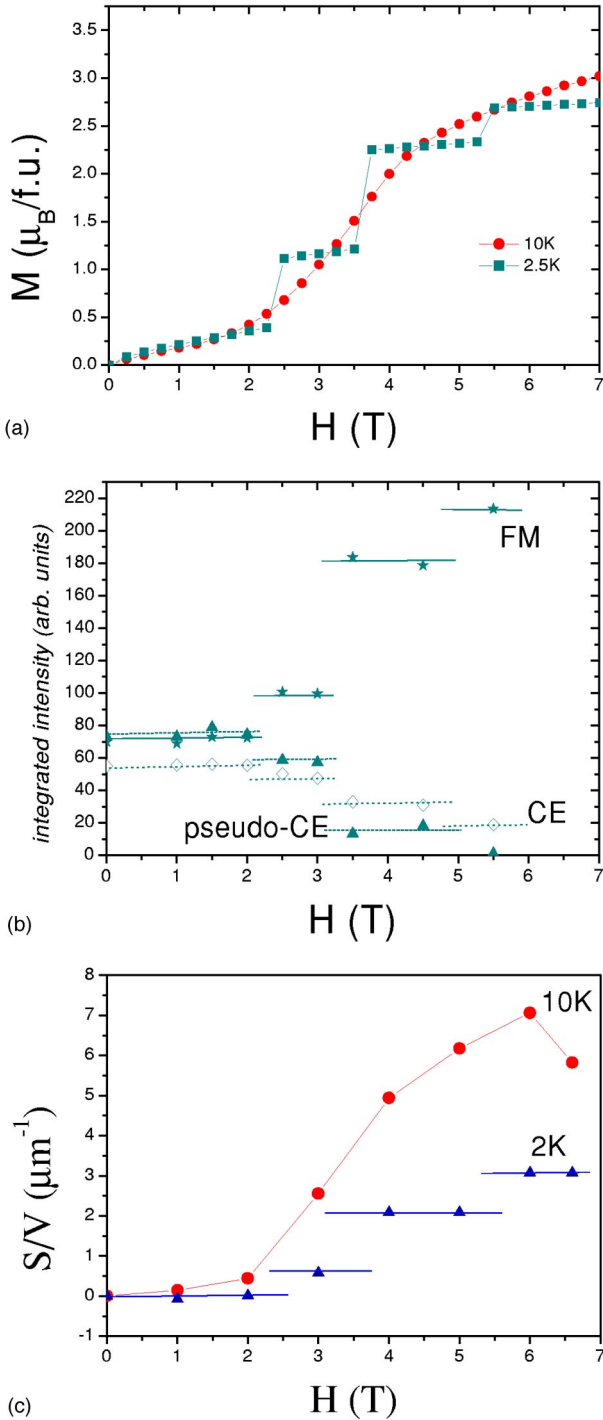 3.0
2.5
2.0
1.5
1.0
0.5
0.0
M (μB/f.u.)
10K
2.5K
0 1 2 3 4 5 6 7
H (T)
(a)
220
200
180
160
140
120
100
80
60
40
20
0
integrated intensity (arb. units)
FM
pseudo-CE
CE
0 1 2 3 4 5 6 7
H (T)
(b)
8
7
6
5
4
3
2
1
0
-1
S/V (μm⁻¹)
10K
2K
0 1 2 3 4 5 6 7
H (T)
(c)